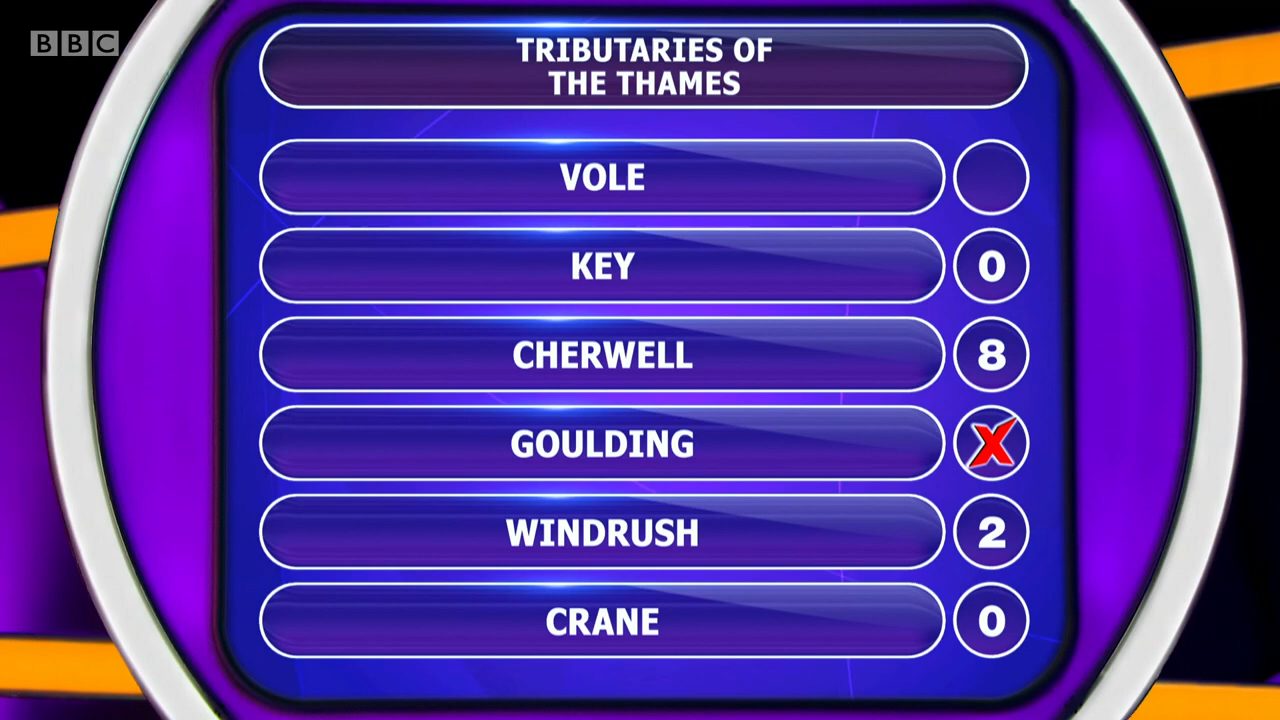 BBC
TRIBUTARIES OF
THE THAMES
VOLE
KEY 0
CHERWELL 8
GOULDING X
WINDRUSH 2
CRANE 0